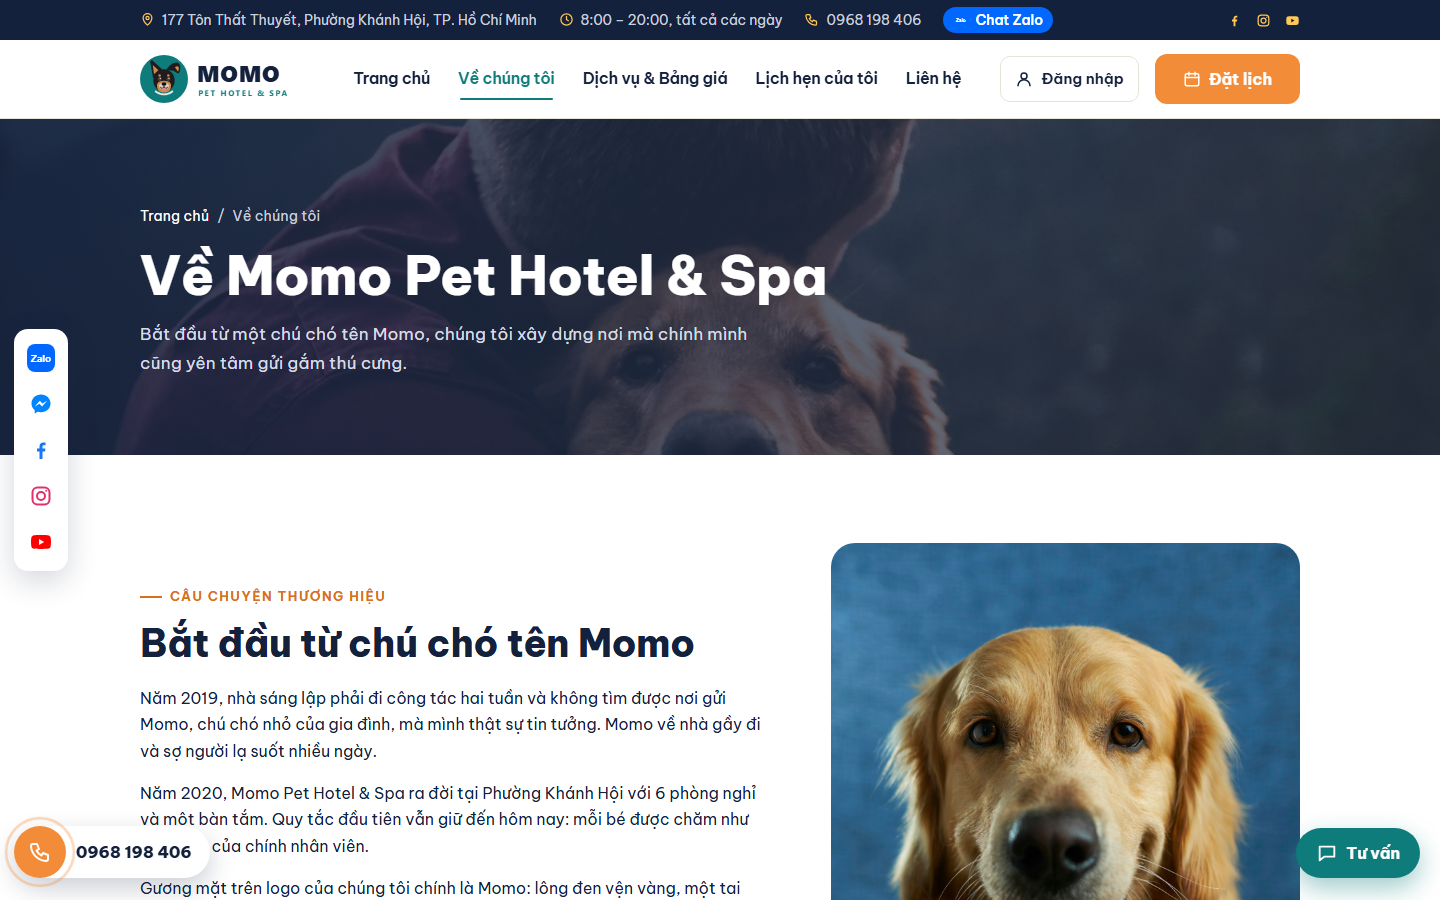 177 Tôn Thất Thuyết, Phường Khánh Hội, TP. Hồ Chí Minh
8:00 – 20:00, tất cả các ngày
0968 198 406
Zalo Chat Zalo
MOMO
PET HOTEL & SPA
Trang chủ
Về chúng tôi
Dịch vụ & Bảng giá
Lịch hẹn của tôi
Liên hệ
Đăng nhập
Đặt lịch
Trang chủ / Về chúng tôi
Về Momo Pet Hotel & Spa
Bắt đầu từ một chú chó tên Momo, chúng tôi xây dựng nơi mà chính mình
cũng yên tâm gửi gắm thú cưng.
Zalo
CÂU CHUYỆN THƯƠNG HIỆU
Bắt đầu từ chú chó tên Momo
Năm 2019, nhà sáng lập phải đi công tác hai tuần và không tìm được nơi gửi
Momo, chú chó nhỏ của gia đình, mà mình thật sự tin tưởng. Momo về nhà gầy đi
và sợ người lạ suốt nhiều ngày.
Năm 2020, Momo Pet Hotel & Spa ra đời tại Phường Khánh Hội với 6 phòng nghỉ
và một bàn tắm. Quy tắc đầu tiên vẫn giữ đến hôm nay: mỗi bé được chăm như
của chính nhân viên.
0968 198 406
Tư vấn
Gương mặt trên logo của chúng tôi chính là Momo: lông đen vện vàng, một tai